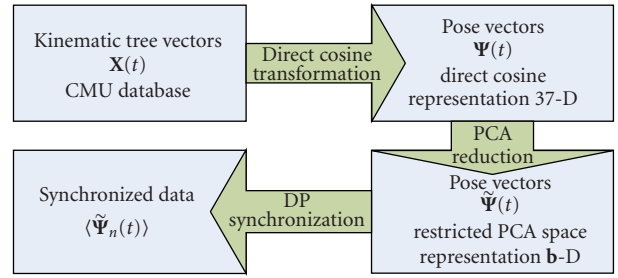 Kinematic tree vectors
X(t)
CMU database
Direct cosine
transformation
Pose vectors
Ψ(t)
direct cosine
representation 37-D
PCA
reduction
Pose vectors
Ψ̃(t)
restricted PCA space
representation b-D
DP
synchronization
Synchronized data
⟨Ψ̃ₙ(t)⟩